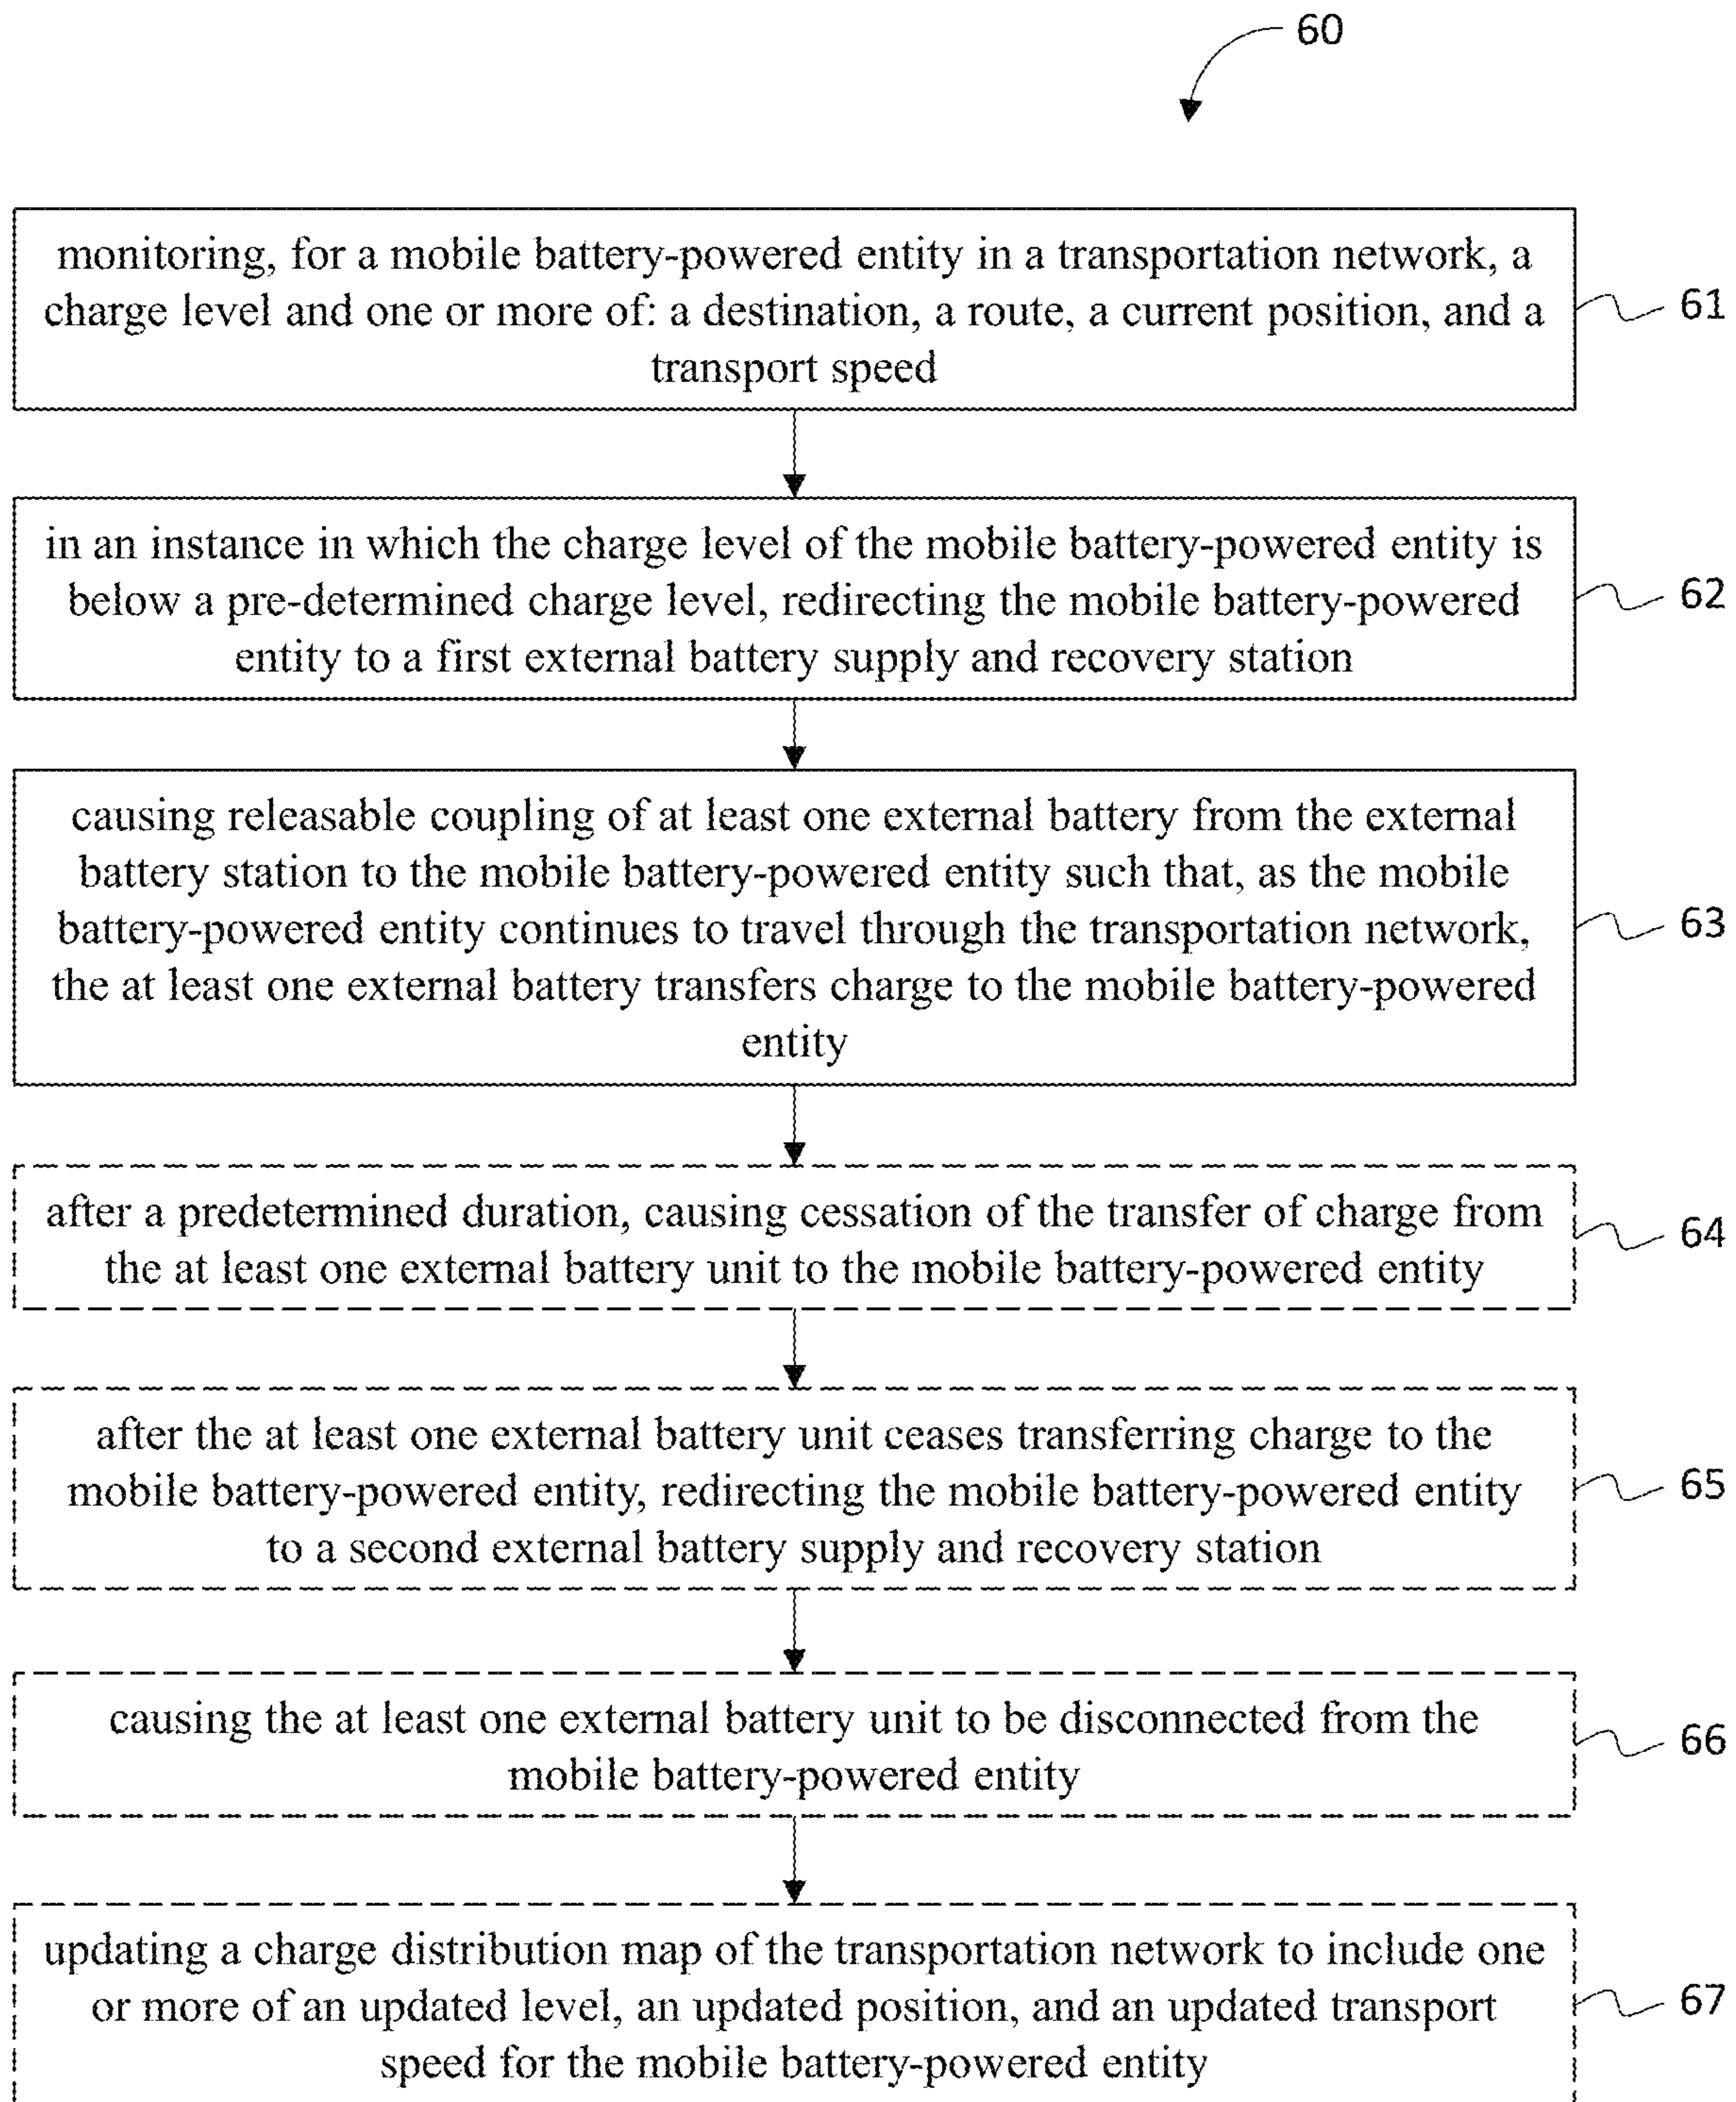 60
monitoring, for a mobile battery-powered entity in a transportation network, a
charge level and one or more of: a destination, a route, a current position, and a
transport speed
61
in an instance in which the charge level of the mobile battery-powered entity is
below a pre-determined charge level, redirecting the mobile battery-powered
entity to a first external battery supply and recovery station
62
causing releasable coupling of at least one external battery from the external
battery station to the mobile battery-powered entity such that, as the mobile
battery-powered entity continues to travel through the transportation network,
the at least one external battery transfers charge to the mobile battery-powered
entity
63
after a predetermined duration, causing cessation of the transfer of charge from
the at least one external battery unit to the mobile battery-powered entity
64
after the at least one external battery unit ceases transferring charge to the
mobile battery-powered entity, redirecting the mobile battery-powered entity
to a second external battery supply and recovery station
65
causing the at least one external battery unit to be disconnected from the
mobile battery-powered entity
66
updating a charge distribution map of the transportation network to include one
or more of an updated level, an updated position, and an updated transport
speed for the mobile battery-powered entity
67